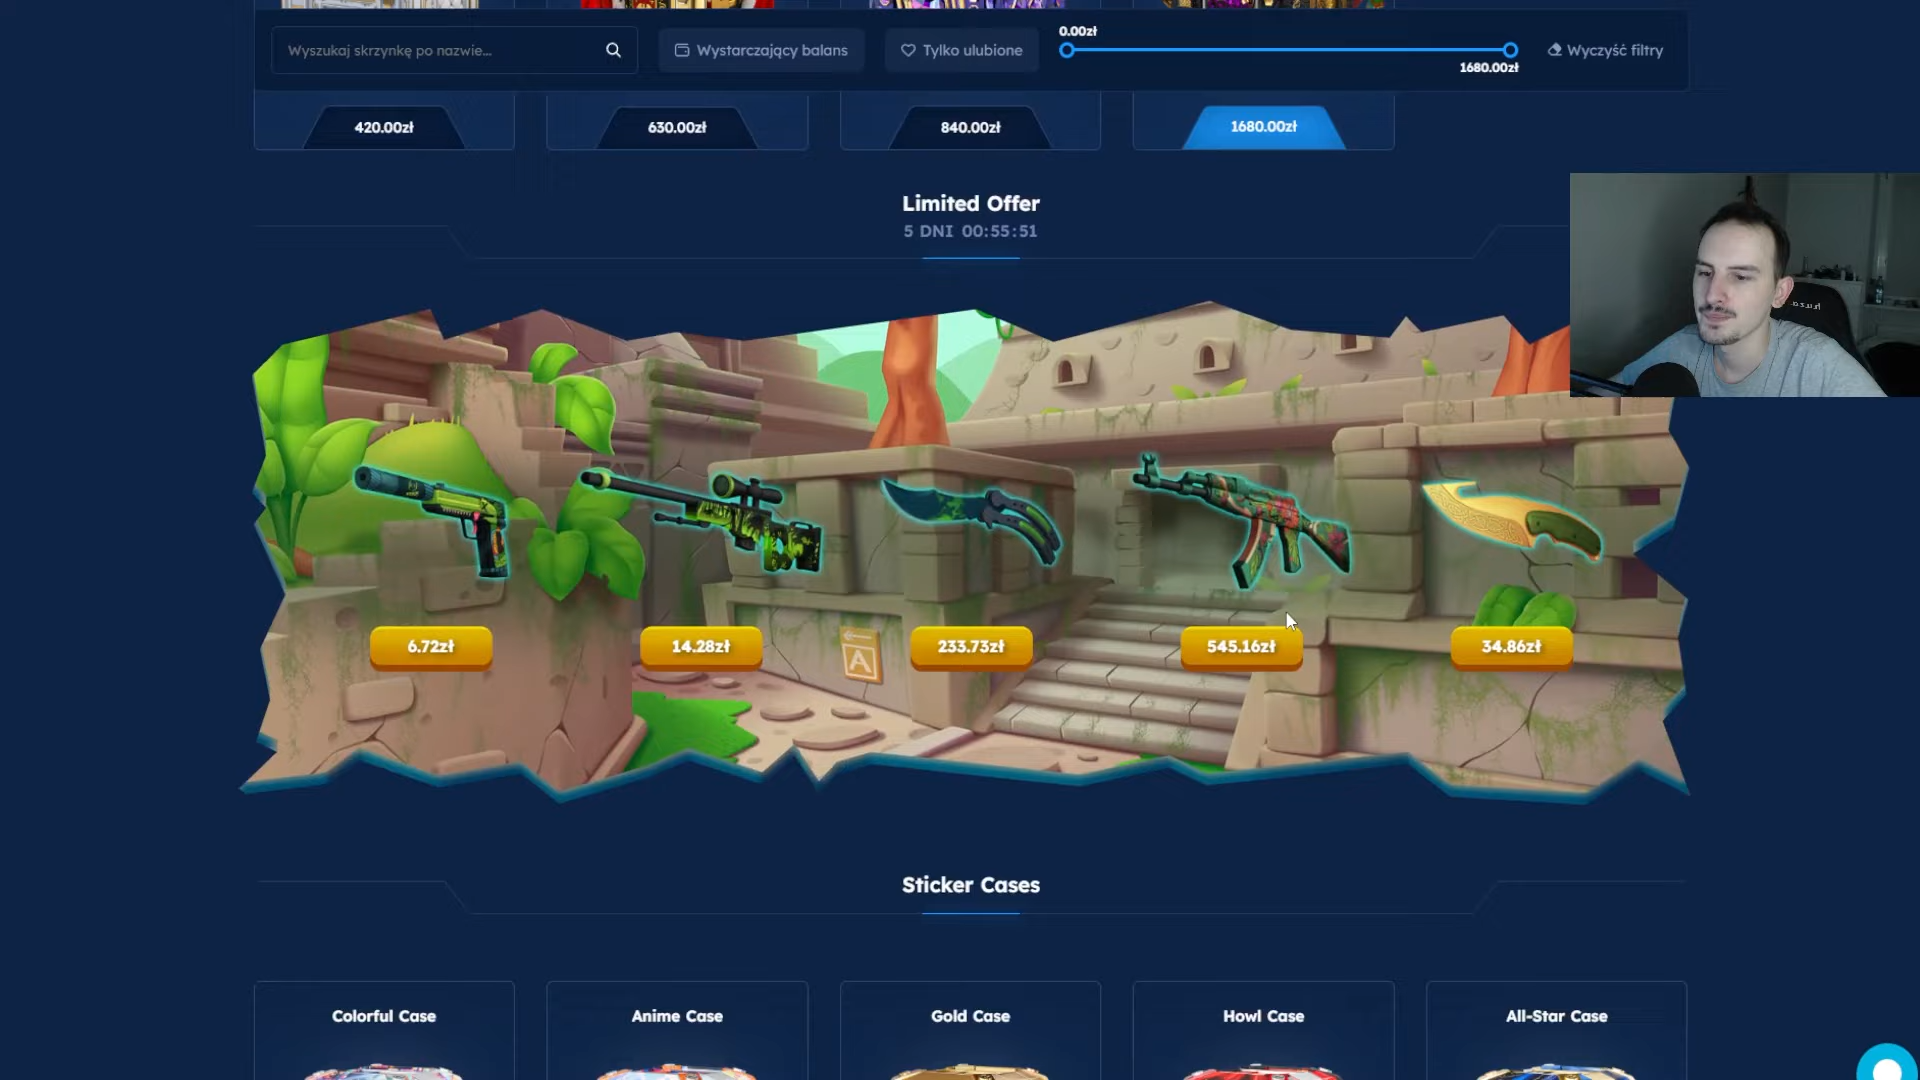 Wyszukaj skrzynkę po nazwie...
Wystarczający balans
Tylko ulubione
0.00zł
1680.00zł
Wyczyść filtry
420.00zł
630.00zł
840.00zł
1680.00zł
Limited Offer
5 DNI 00:55:51
6.72zł
14.28zł
A
233.73zł
545.16zł
34.86zł
Sticker Cases
Colorful Case
Anime Case
Gold Case
Howl Case
All-Star Case